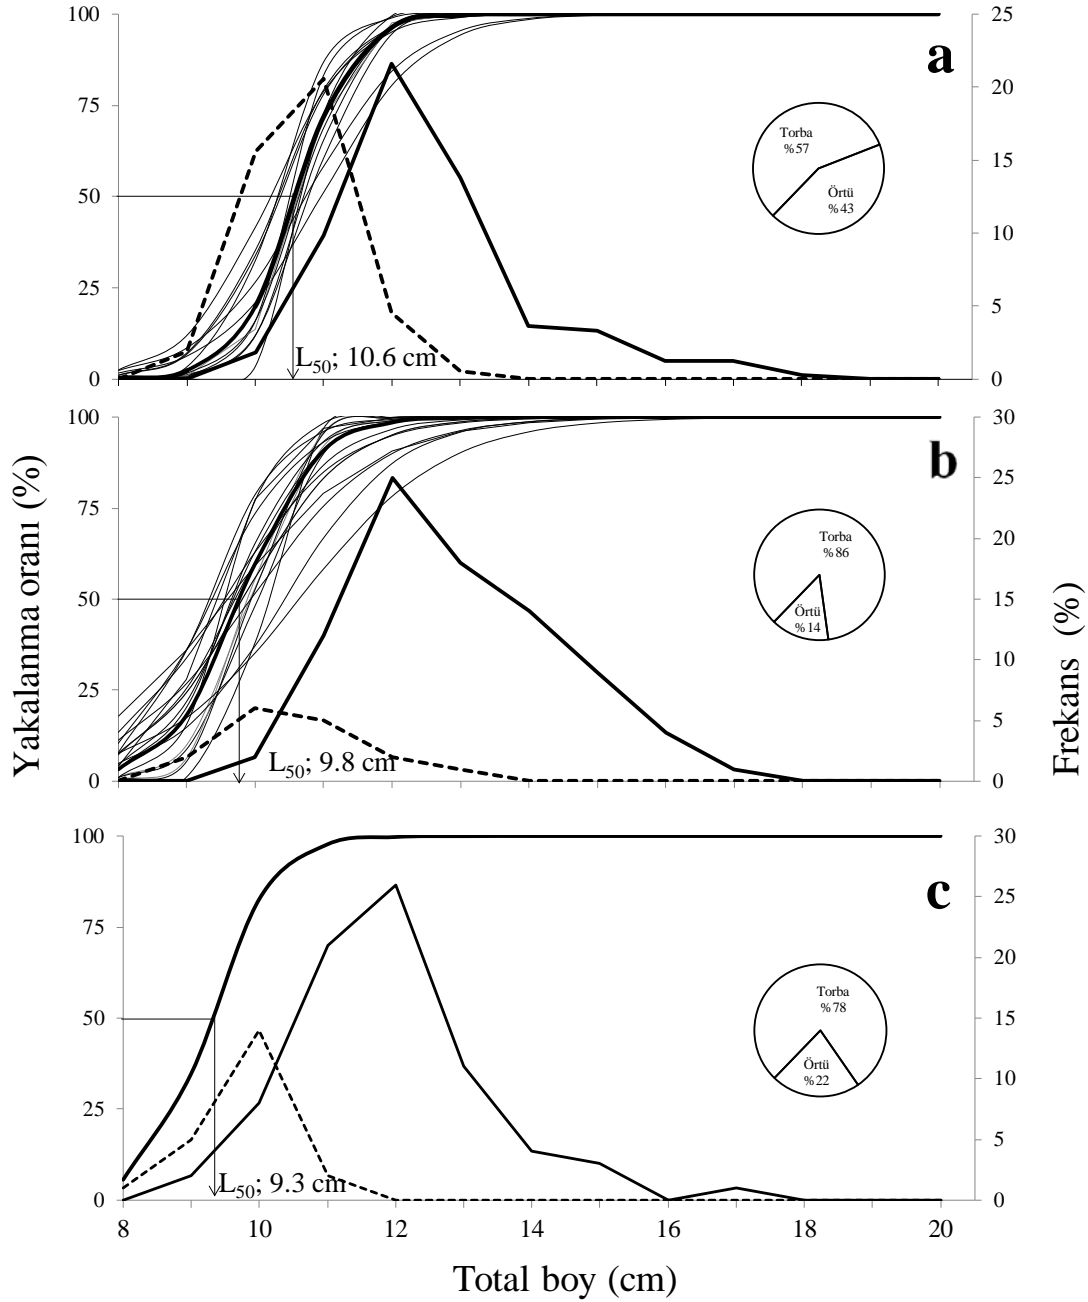 100
75
50
25
0
25
20
15
10
5
0
a
Torba
%57
Örtü
%43
L50; 10.6 cm
100
75
50
25
0
30
25
20
15
10
5
0
b
Torba
%86
Örtü
%14
L50; 9.8 cm
Yakalanma oranı (%)
Frekans (%)
100
75
50
25
0
30
25
20
15
10
5
0
c
Torba
%78
Örtü
%22
L50; 9.3 cm
8 10 12 14 16 18 20
Total boy (cm)